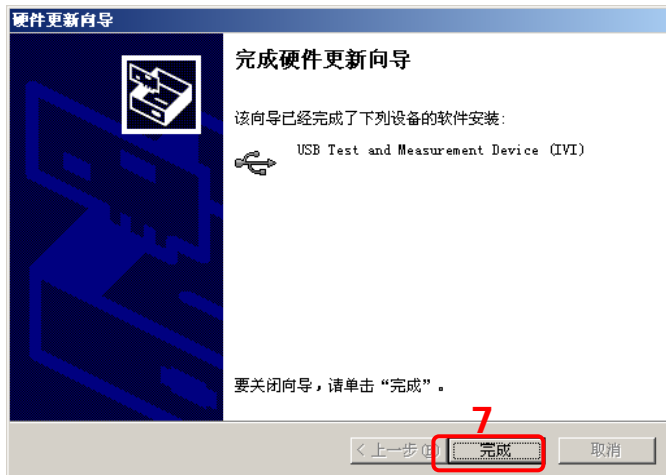 硬件更新向导
完成硬件更新向导
该向导已经完成了下列设备的软件安装:
USB Test and Measurement Device (IVI)
要关闭向导，请单击“完成”。
7
< 上一步(B) 完成 取消